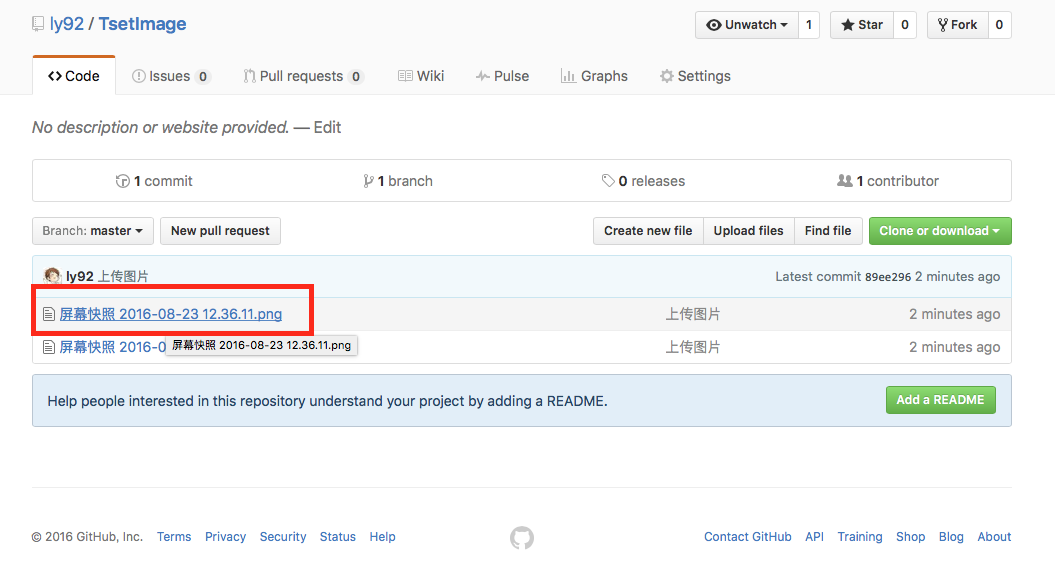 ly92 / TsetImage Unwatch 1 Star 0 Fork 0
Code Issues 0 Pull requests 0 Wiki Pulse Graphs Settings
No description or website provided. — Edit
1 commit 1 branch 0 releases 1 contributor
Branch: master New pull request Create new file Upload files Find file Clone or download
ly92 上传图片 Latest commit 89ee296 2 minutes ago
屏幕快照 2016-08-23 12.36.11.png 上传图片 2 minutes ago
屏幕快照 2016-0 上传图片 2 minutes ago
屏幕快照 2016-08-23 12.36.11.png
Help people interested in this repository understand your project by adding a README. Add a README
© 2016 GitHub, Inc. Terms Privacy Security Status Help Contact GitHub API Training Shop Blog About